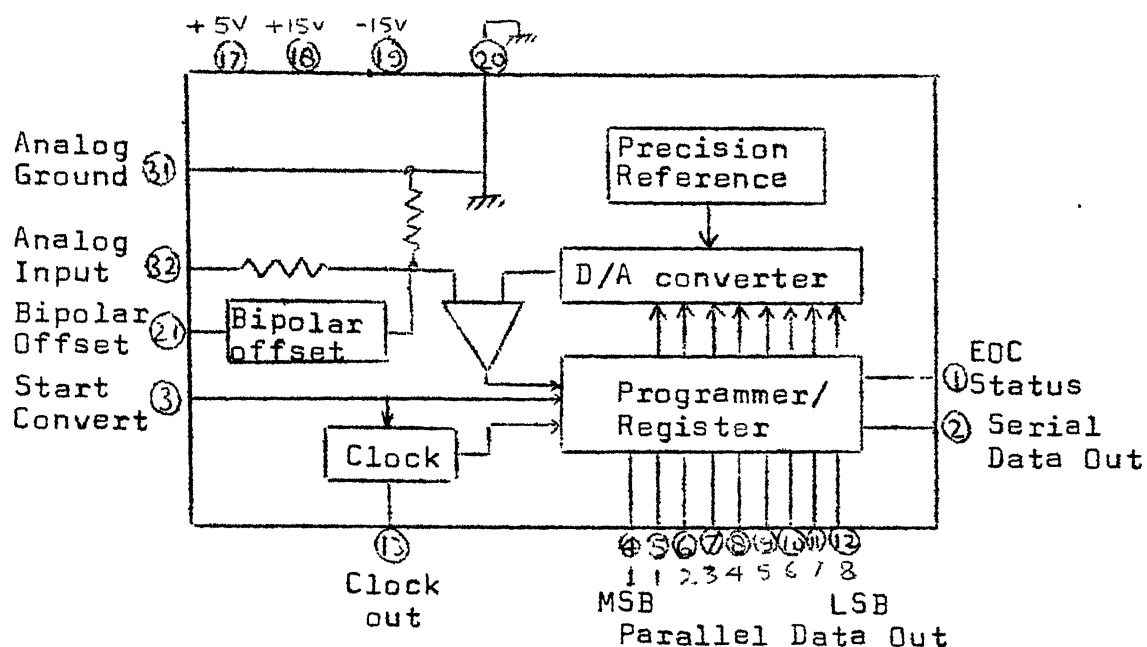 +5V +15V -15V
17 18 19 20
Analog
Ground 31
Precision
Reference
Analog
Input 32
D/A converter
Bipolar
Offset 21
Bipolar
offset
Start
Convert 3
Programmer/
Register
1 EOC
Status
2 Serial
Data Out
Clock
13
Clock
out
4 5 6 7 8 9 10 11 12
1 1 2 3 4 5 6 7 8
MSB LSB
Parallel Data Out